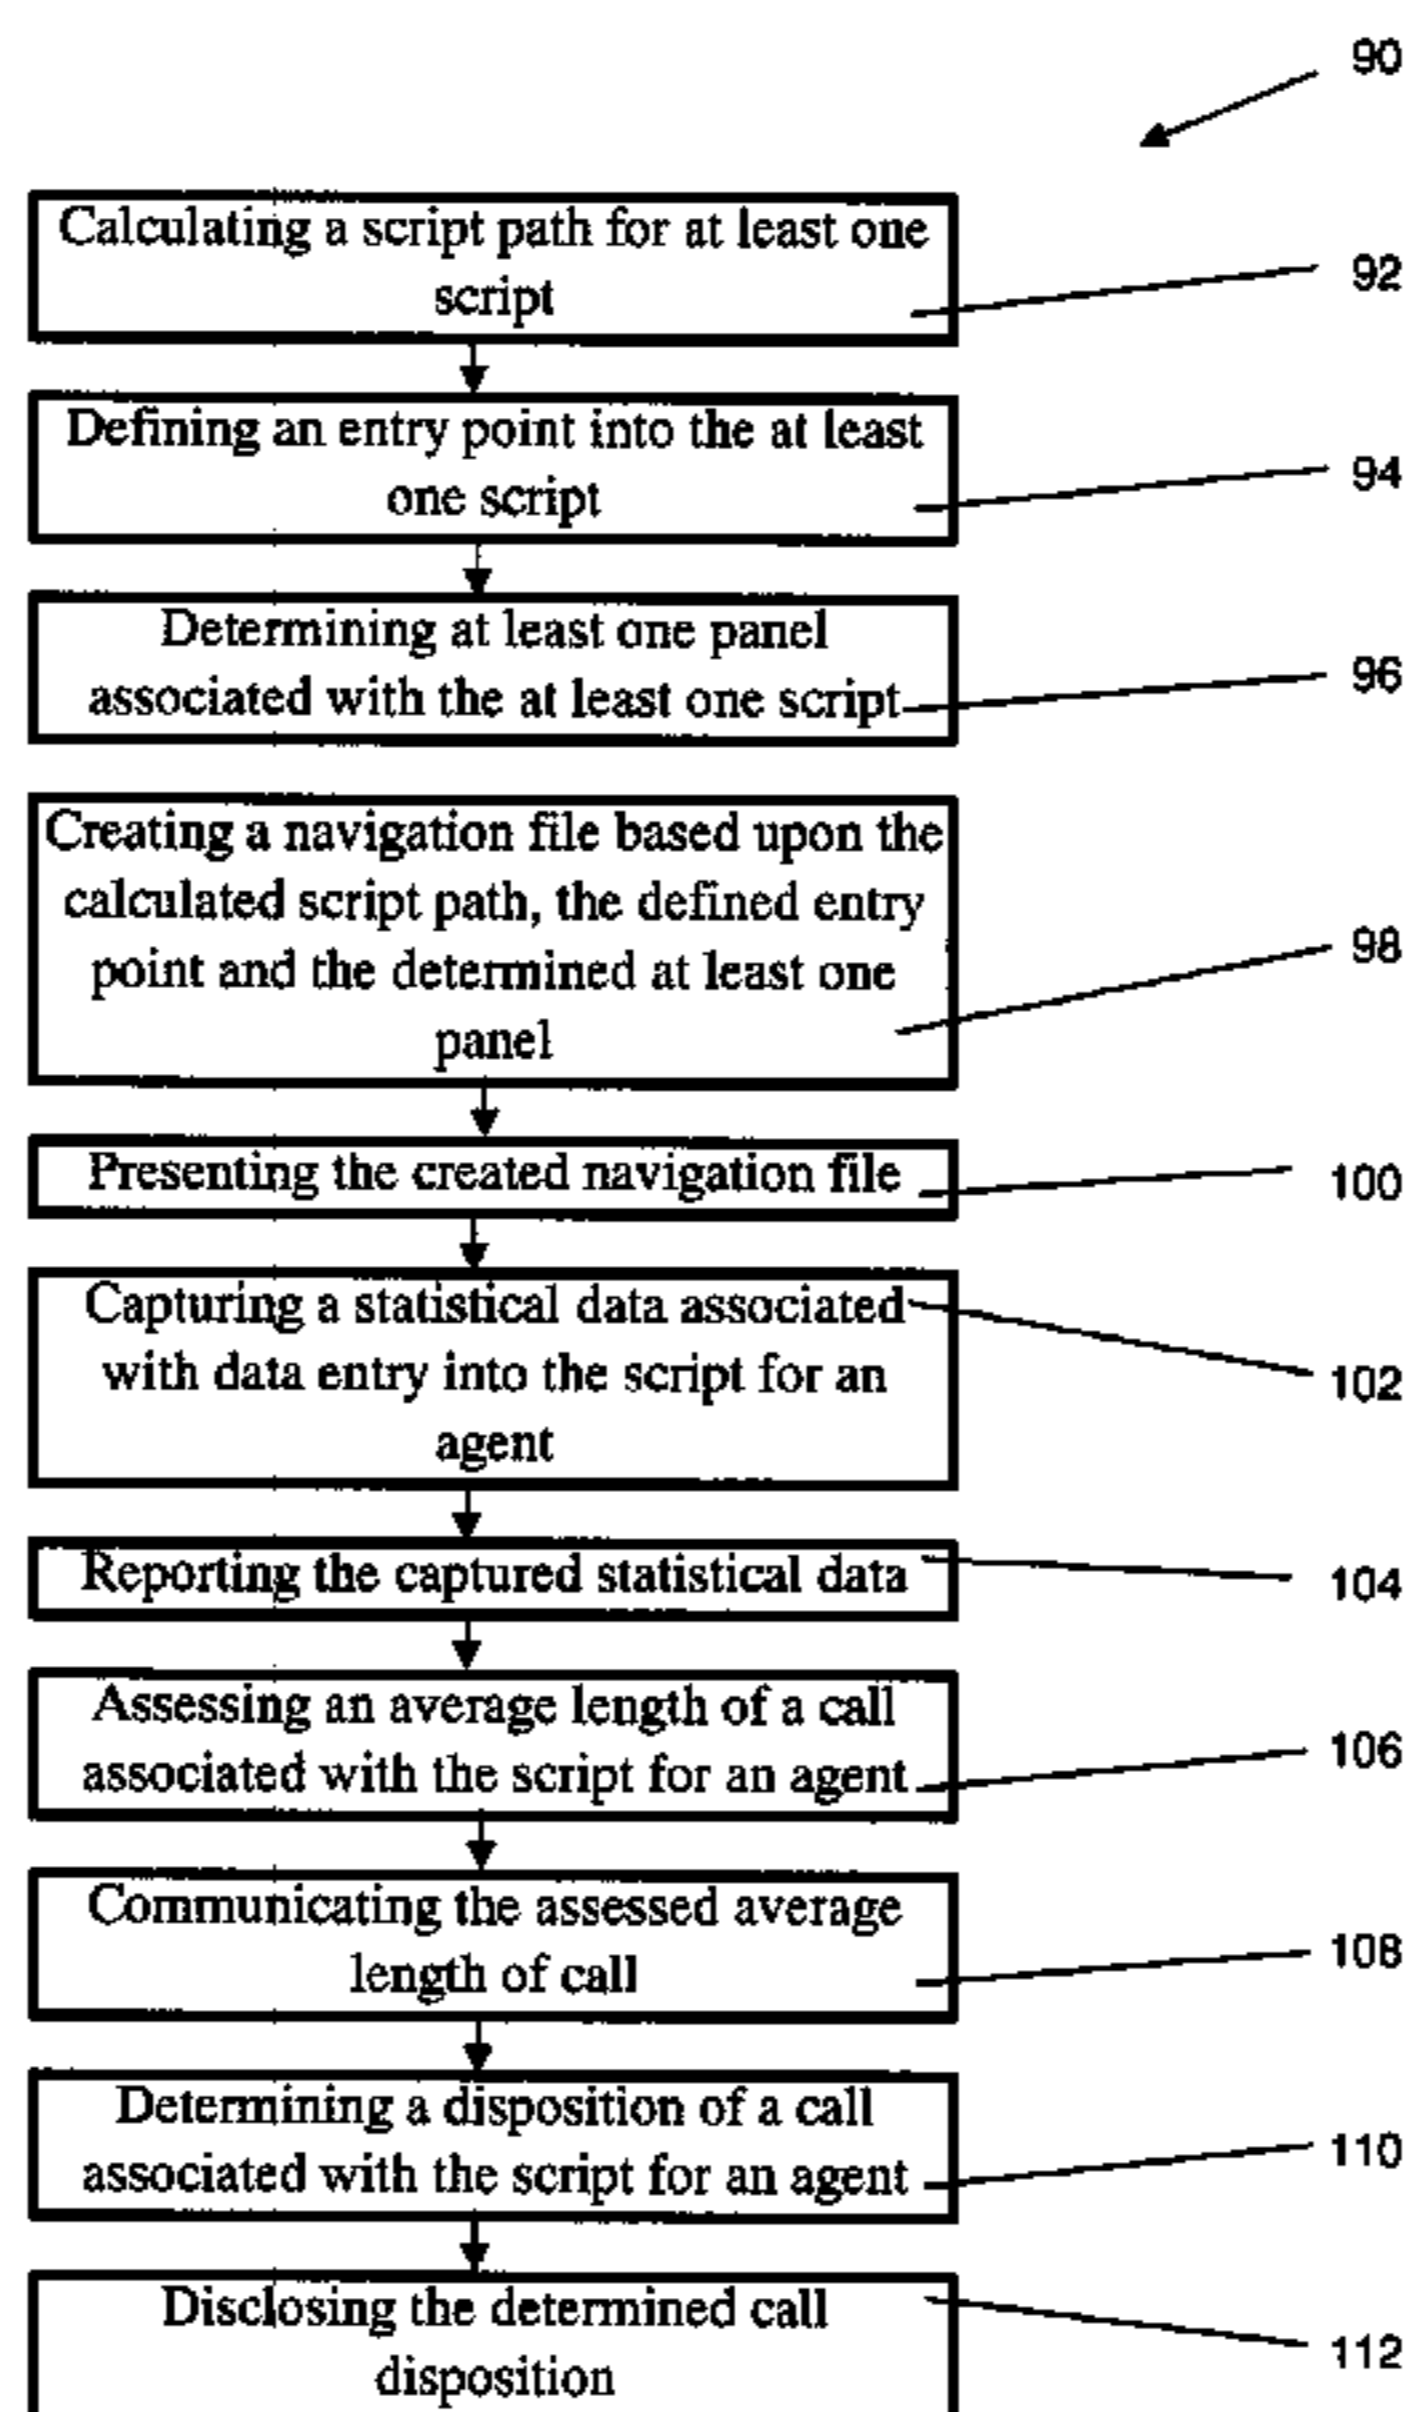 90
Calculating a script path for at least one
script
92
Defining an entry point into the at least
one script
94
Determining at least one panel
associated with the at least one script
96
Creating a navigation file based upon the
calculated script path, the defined entry
point and the determined at least one
panel
98
Presenting the created navigation file
100
Capturing a statistical data associated
with data entry into the script for an
agent
102
Reporting the captured statistical data
104
Assessing an average length of a call
associated with the script for an agent
106
Communicating the assessed average
length of call
108
Determining a disposition of a call
associated with the script for an agent
110
Disclosing the determined call
disposition
112